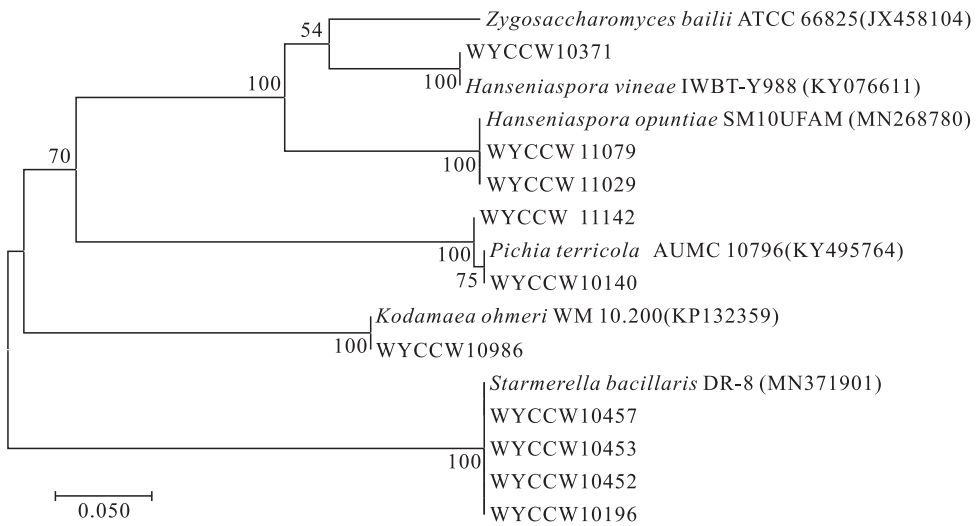 Zygosaccharomyces bailii ATCC 66825(JX458104)
54
WYCCW10371
100
100
Hanseniaspora vineae IWBT-Y988 (KY076611)
Hanseniaspora opuntiae SM10UFAM (MN268780)
70
WYCCW 11079
100
WYCCW 11029
WYCCW 11142
100
Pichia terricola AUMC 10796(KY495764)
75
WYCCW10140
Kodamaea ohmeri WM 10.200(KP132359)
100
WYCCW10986
Starmerella bacillaris DR-8 (MN371901)
WYCCW10457
WYCCW10453
100
WYCCW10452
WYCCW10196
0.050